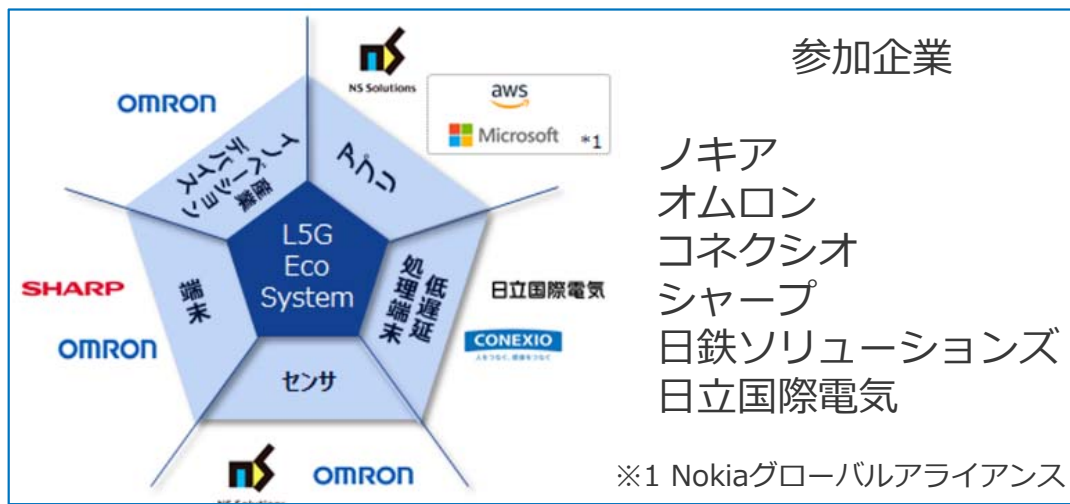 NS Solutions
aws
Microsoft *1
OMRON
産業
イノベーション
デバイス
アプリ
L5G
Eco
System
端末
低遅延
処理端末
センサ
SHARP
OMRON
日立国際電気
CONEXIO
NS Solutions
OMRON
参加企業
ノキア
オムロン
コネクシオ
シャープ
日鉄ソリューションズ
日立国際電気
※1 Nokiaグローバルアライアンス